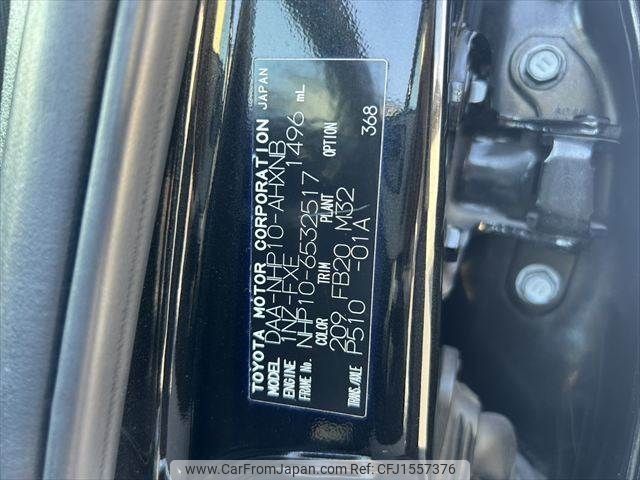 TOYOTA MOTOR CORPORATION JAPAN
MODEL DAA-NHP10-AHXNB
ENGINE 1NZ-FXE 1496 mL
FRAME No. NHP10-6532517
COLOR TRIM PLANT OPTION
209 FB20 M32 368
TRANS./AXLE P510 -01A
www.CarFromJapan.com | Ref: CFJ1557376